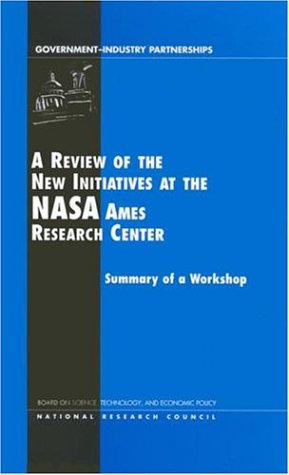 GOVERNMENT–INDUSTRY PARTNERSHIPS
A REVIEW OF THE
NEW INITIATIVES AT THE
NASA AMES
RESEARCH CENTER
Summary of a Workshop
BOARD ON SCIENCE, TECHNOLOGY, AND ECONOMIC POLICY
NATIONAL RESEARCH COUNCIL